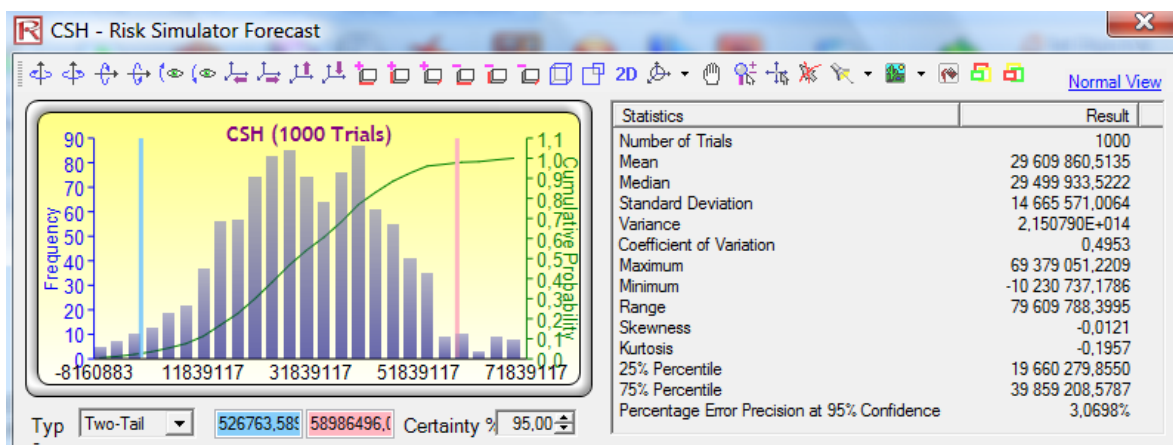 CSH - Risk Simulator Forecast
2D
Normal View
CSH (1000 Trials)
Frequency
90
80
70
60
50
40
30
20
10
0
1,1
1,0
0,9
0,8
0,7
0,6
0,5
0,4
0,3
0,2
0,1
0,0
Cumulative Probability
-8160883 11839117 31839117 51839117 71839117
Typ Two-Tail 526763,589 58986496,( Certainty % 95,00
Statistics Result
Number of Trials 1000
Mean 29 609 860,5135
Median 29 499 933,5222
Standard Deviation 14 665 571,0064
Variance 2,150790E+014
Coefficient of Variation 0,4953
Maximum 69 379 051,2209
Minimum -10 230 737,1786
Range 79 609 788,3995
Skewness -0,0121
Kurtosis -0,1957
25% Percentile 19 660 279,8550
75% Percentile 39 859 208,5787
Percentage Error Precision at 95% Confidence 3,0698%